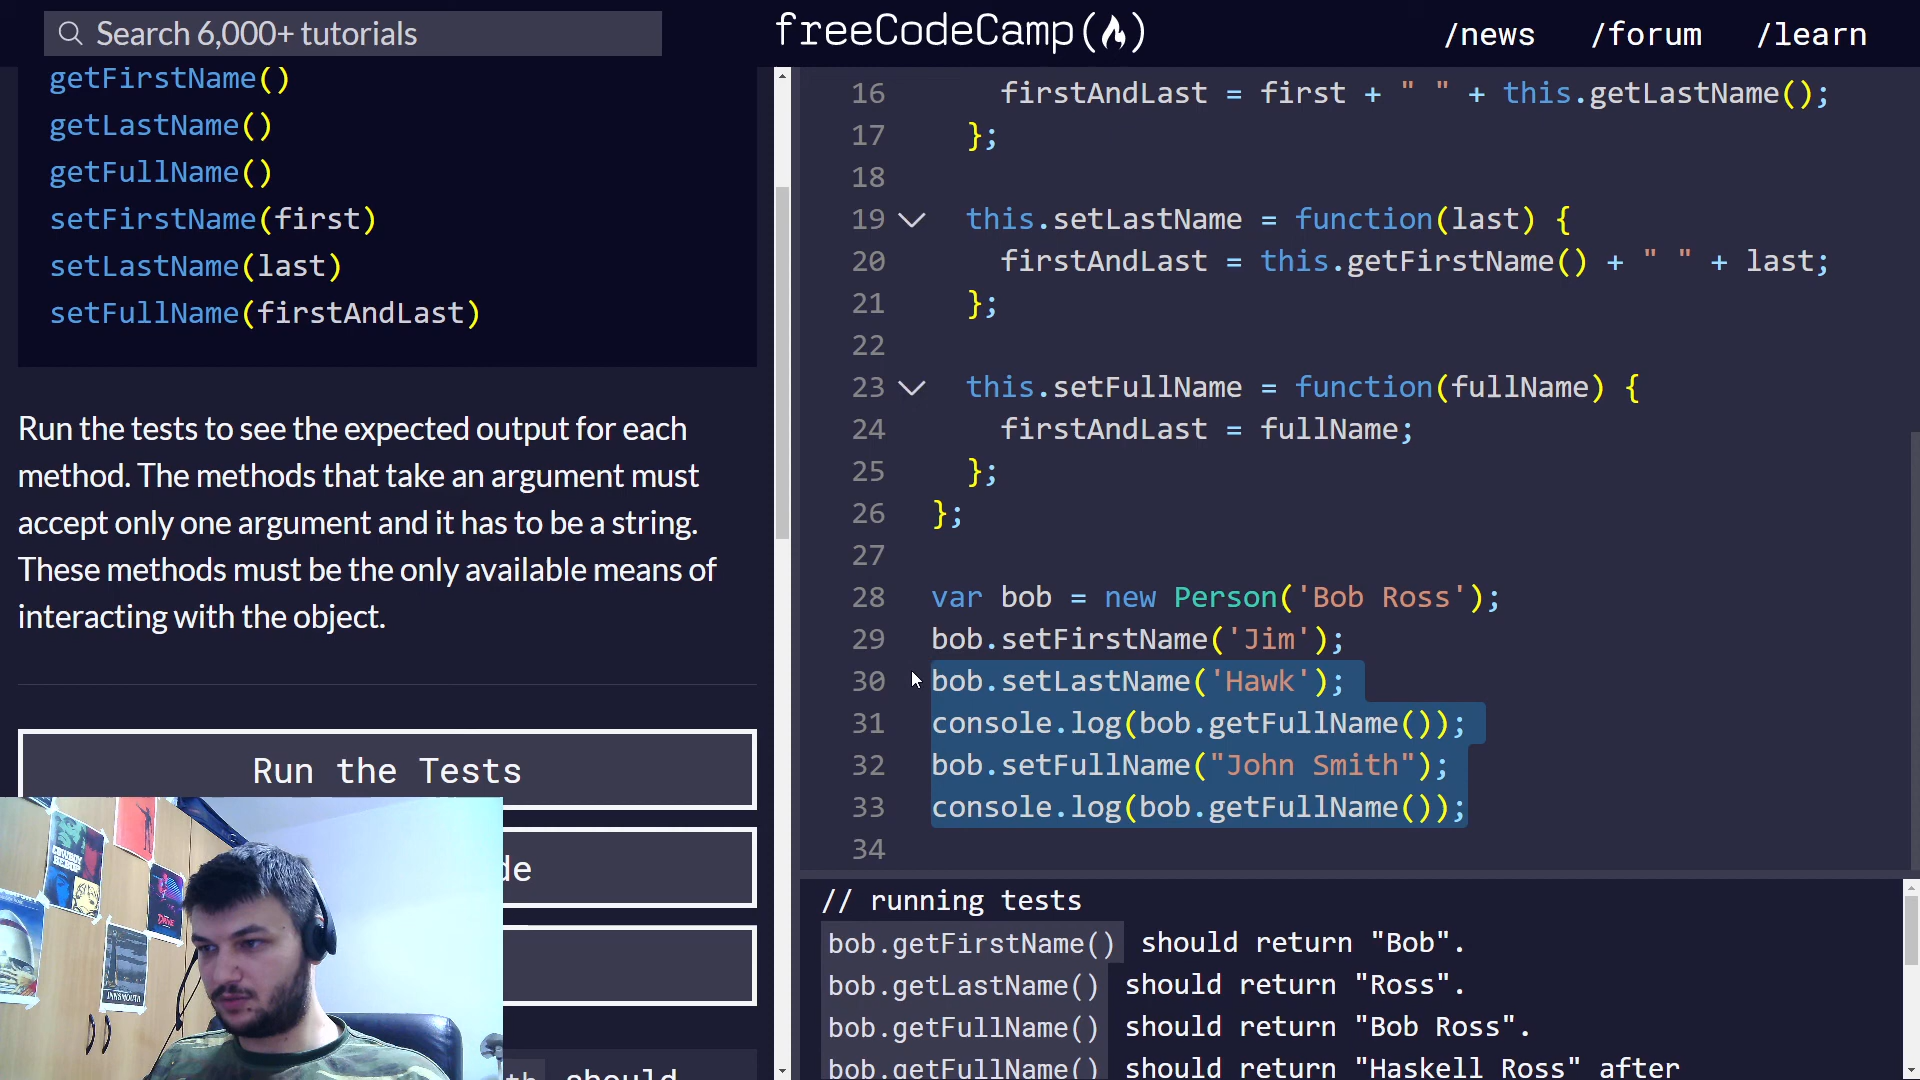 Search 6,000+ tutorials
freeCodeCamp
/news
/forum
/learn
getFirstName()
getLastName()
getFullName()
setFirstName(first)
setLastName(last)
setFullName(firstAndLast)
Run the tests to see the expected output for each
method. The methods that take an argument must
accept only one argument and it has to be a string.
These methods must be the only available means of
interacting with the object.
Run the Tests
de
should
16 firstAndLast = first + " " + this.getLastName();
17 };
18
19 this.setLastName = function(last) {
20 firstAndLast = this.getFirstName() + " " + last;
21 };
22
23 this.setFullName = function(fullName) {
24 firstAndLast = fullName;
25 };
26 };
27
28 var bob = new Person('Bob Ross');
29 bob.setFirstName('Jim');
30 bob.setLastName('Hawk');
31 console.log(bob.getFullName());
32 bob.setFullName("John Smith");
33 console.log(bob.getFullName());
34
// running tests
bob.getFirstName() should return "Bob".
bob.getLastName() should return "Ross".
bob.getFullName() should return "Bob Ross".
bob.getFullName() should return "Haskell Ross" after
COWBOY
BEBOP
DRIVE